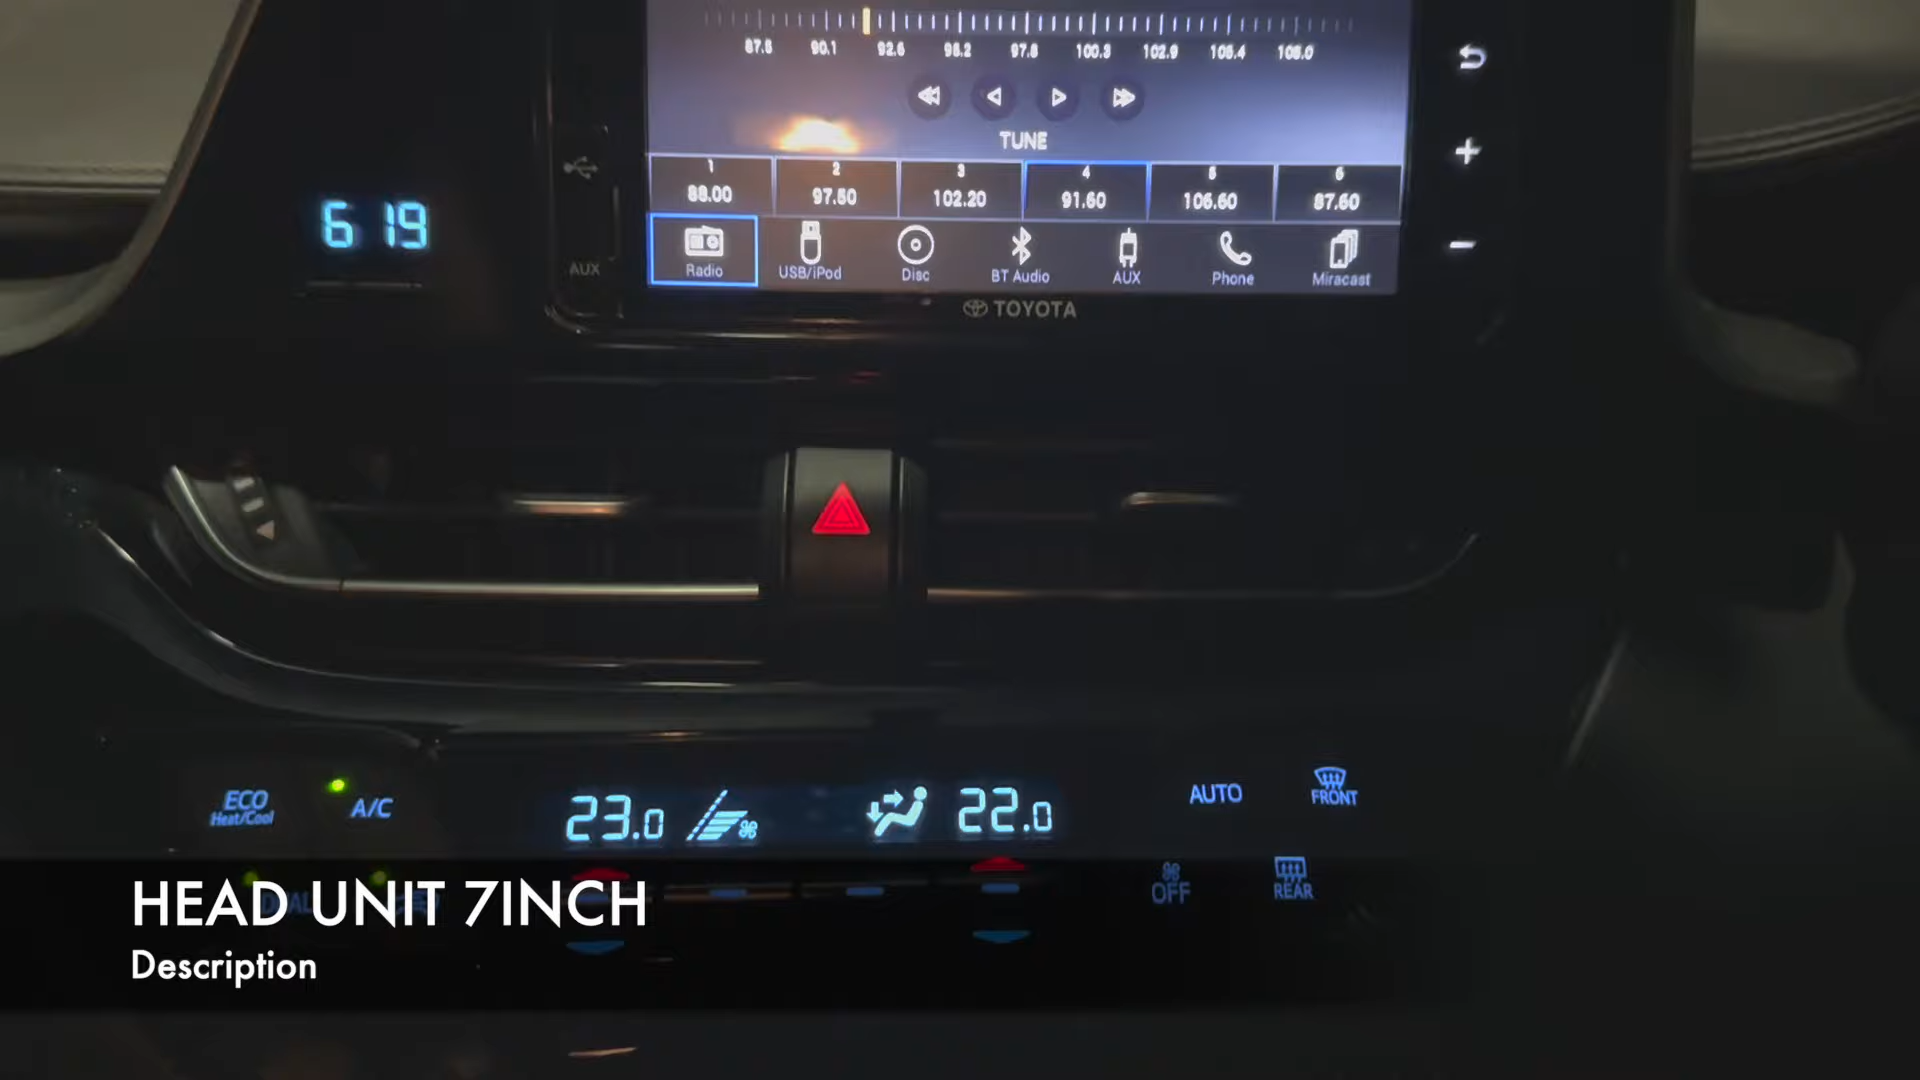 87.5 90.1 92.6 95.2 97.8 100.3 102.9 105.4 108.0
TUNE
1 2 3 4 5 6
88.00 97.50 102.20 91.60 106.60 87.60
Radio USB/iPod Disc BT Audio AUX Phone Miracast
TOYOTA
6 19
AUX
ECO
Heat/Cool
A/C
23.0
22.0
AUTO
FRONT
OFF
REAR
HEAD UNIT 7INCH
Description